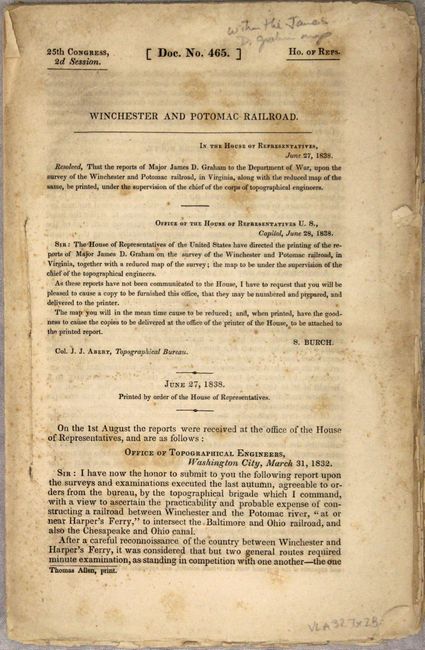 with the James
D. Graham map
25th Congress,
2d Session.
[ Doc. No. 465. ]
Ho. of Reps.
WINCHESTER AND POTOMAC RAILROAD.
In the House of Representatives,
June 27, 1838.
Resolved, That the reports of Major James D. Graham to the Department of War, upon the
survey of the Winchester and Potomac railroad, in Virginia, along with the reduced map of the
same, be printed, under the supervision of the chief of the corps of topographical engineers.
Office of the House of Representatives U. S.,
Capitol, June 28, 1838.
Sir: The House of Representatives of the United States have directed the printing of the re-
ports of Major James D. Graham on the survey of the Winchester and Potomac railroad, in
Virginia, together with a reduced map of the survey; the map to be under the supervision of the
chief of the topographical engineers.
As these reports have not been communicated to the House, I have to request that you will be
pleased to cause a copy to be furnished this office, that they may be numbered and prepared, and
delivered to the printer.
The map you will in the mean time cause to be reduced; and, when printed, have the good-
ness to cause the copies to be delivered at the office of the printer of the House, to be attached to
the printed report.
S. BURCH.
Col. J. J. Abert, Topographical Bureau.
June 27, 1838.
Printed by order of the House of Representatives.
On the 1st August the reports were received at the office of the House
of Representatives, and are as follows:
Office of Topographical Engineers,
Washington City, March 31, 1832.
Sir: I have now the honor to submit to you the following report upon
the surveys and examinations executed the last autumn, agreeable to or-
ders from the bureau, by the topographical brigade which I command,
with a view to ascertain the practicability and probable expense of con-
structing a railroad between Winchester and the Potomac river, "at or
near Harper's Ferry," to intersect the Baltimore and Ohio railroad, and
also the Chesapeake and Ohio canal.
After a careful reconnoissance of the country between Winchester and
Harper's Ferry, it was considered that but two general routes required
minute examination, as standing in competition with one another—the one
Thomas Allen, print.